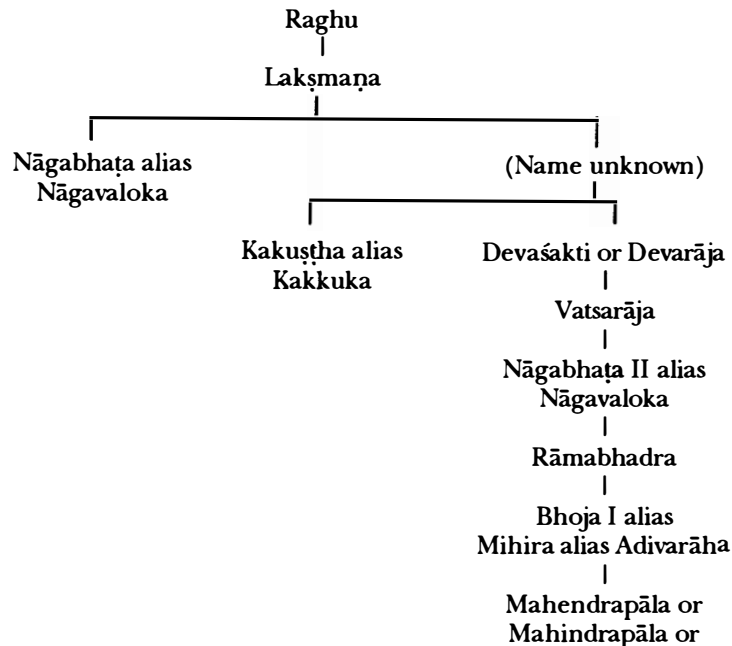 Raghu
Lakṣmaṇa
Nāgabhaṭa alias
Nāgavaloka
(Name unknown)
Kakuṣṭha alias
Kakkuka
Devaśakti or Devarāja
Vatsarāja
Nāgabhaṭa II alias
Nāgavaloka
Rāmabhadra
Bhoja I alias
Mihira alias Adivarāha
Mahendrapāla or
Mahindrapāla or